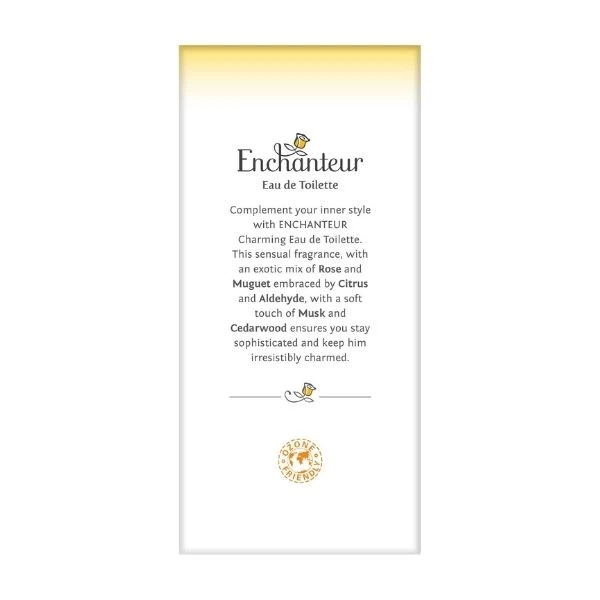 Enchanteur
Eau de Toilette
Complement your inner style
with ENCHANTEUR
Charming Eau de Toilette.
This sensual fragrance, with
an exotic mix of Rose and
Muguet embraced by Citrus
and Aldehyde, with a soft
touch of Musk and
Cedarwood ensures you stay
sophisticated and keep him
irresistibly charmed.
OZONE
FRIENDLY